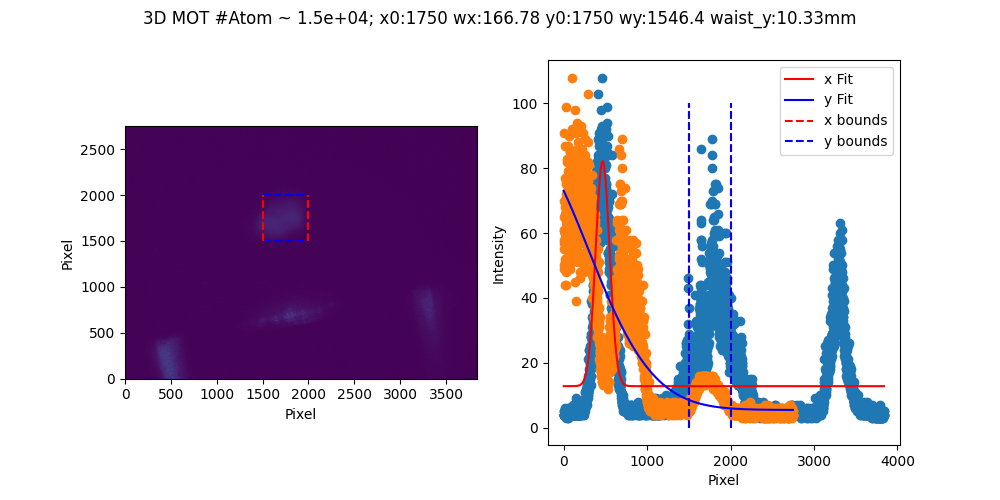 3D MOT #Atom ~ 1.5e+04; x0:1750 wx:166.78 y0:1750 wy:1546.4 waist_y:10.33mm
Pixel
2500
2000
1500
1000
500
0
0 500 1000 1500 2000 2500 3000 3500
Pixel
Intensity
100
80
60
40
20
0
0 1000 2000 3000 4000
Pixel
x Fit
y Fit
x bounds
y bounds